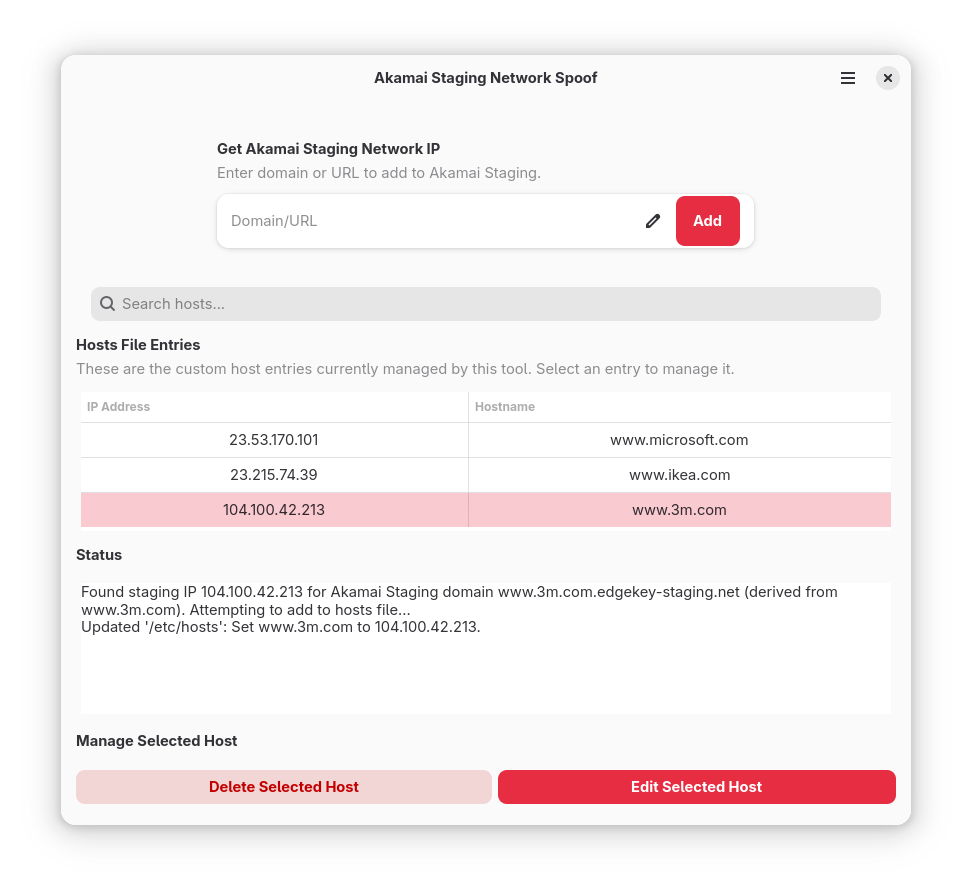 Akamai Staging Network Spoof
Get Akamai Staging Network IP
Enter domain or URL to add to Akamai Staging.
Domain/URL
Add
Search hosts...
Hosts File Entries
These are the custom host entries currently managed by this tool. Select an entry to manage it.
IP Address Hostname
23.53.170.101 www.microsoft.com
23.215.74.39 www.ikea.com
104.100.42.213 www.3m.com
Status
Found staging IP 104.100.42.213 for Akamai Staging domain www.3m.com.edgekey-staging.net (derived from
www.3m.com). Attempting to add to hosts file...
Updated '/etc/hosts': Set www.3m.com to 104.100.42.213.
Manage Selected Host
Delete Selected Host Edit Selected Host